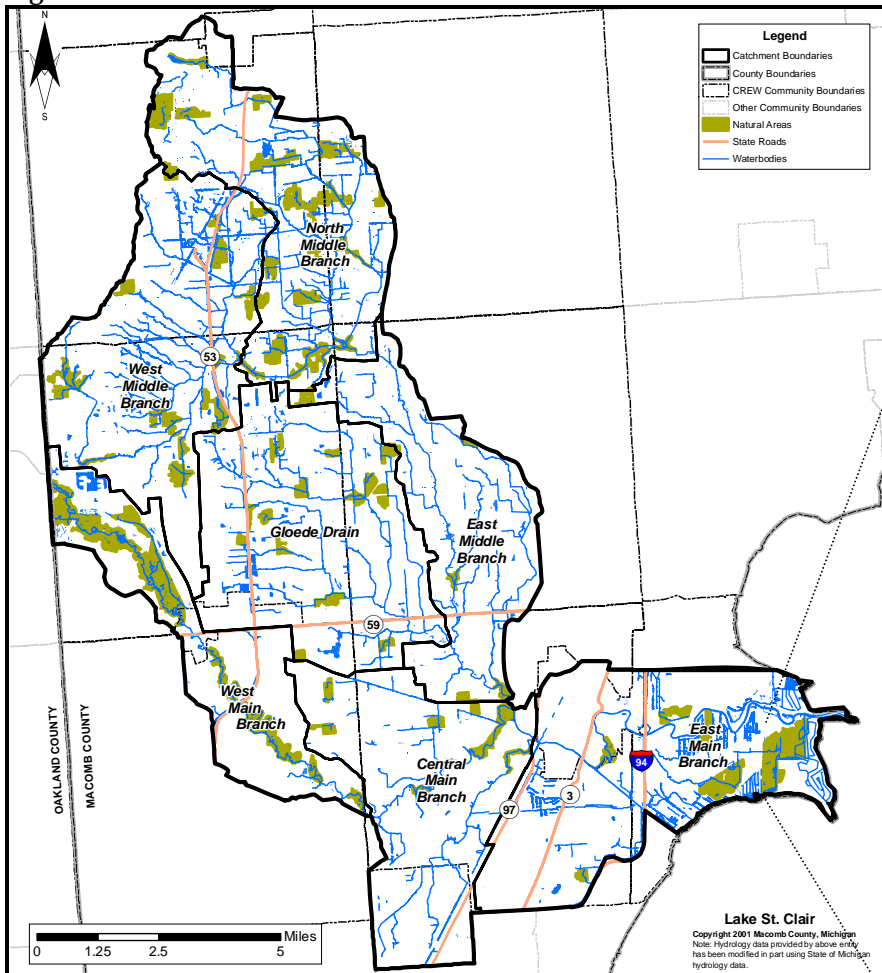 N
S
Legend
Catchment Boundaries
County Boundaries
CREW Community Boundaries
Other Community Boundaries
Natural Areas
State Roads
Waterbodies
North
Middle
Branch
53
West
Middle
Branch
Gloede Drain
East
Middle
Branch
59
West
Main
Branch
OAKLAND COUNTY
MACOMB COUNTY
Central
Main
Branch
East
Main
Branch
94
97
3
Miles
0
1.25
2.5
5
Lake St. Clair
Copyright 2001 Macomb County, Michigan
Note: Hydrology data provided by above entity
has been modified in part using State of Michigan
hydrology data.